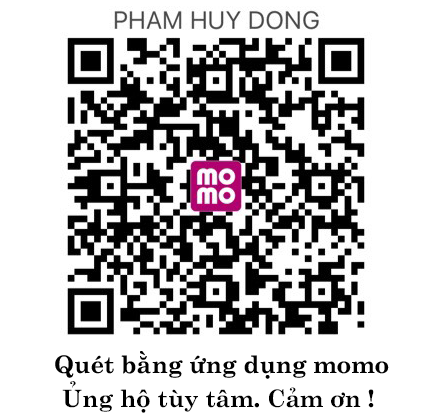 PHAM HUY DONG
mo
mo
Quét bằng ứng dụng momo
Ủng hộ tùy tâm. Cảm ơn !